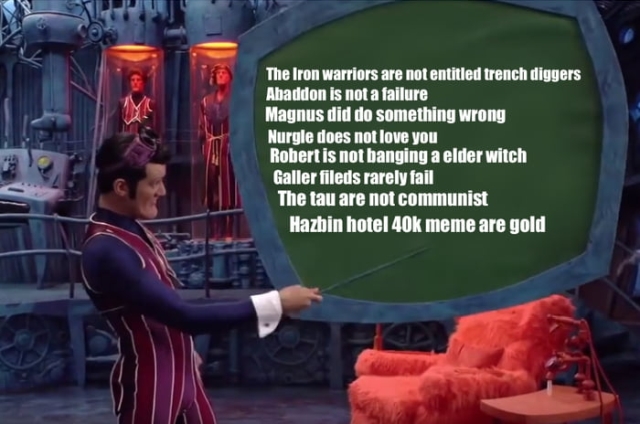 The Iron warriors are not entitled trench diggers
Abaddon is not a failure
Magnus did do something wrong
Nurgle does not love you
Robert is not banging a elder witch
Galler fileds rarely fail
The tau are not communist
Hazbin hotel 40k meme are gold